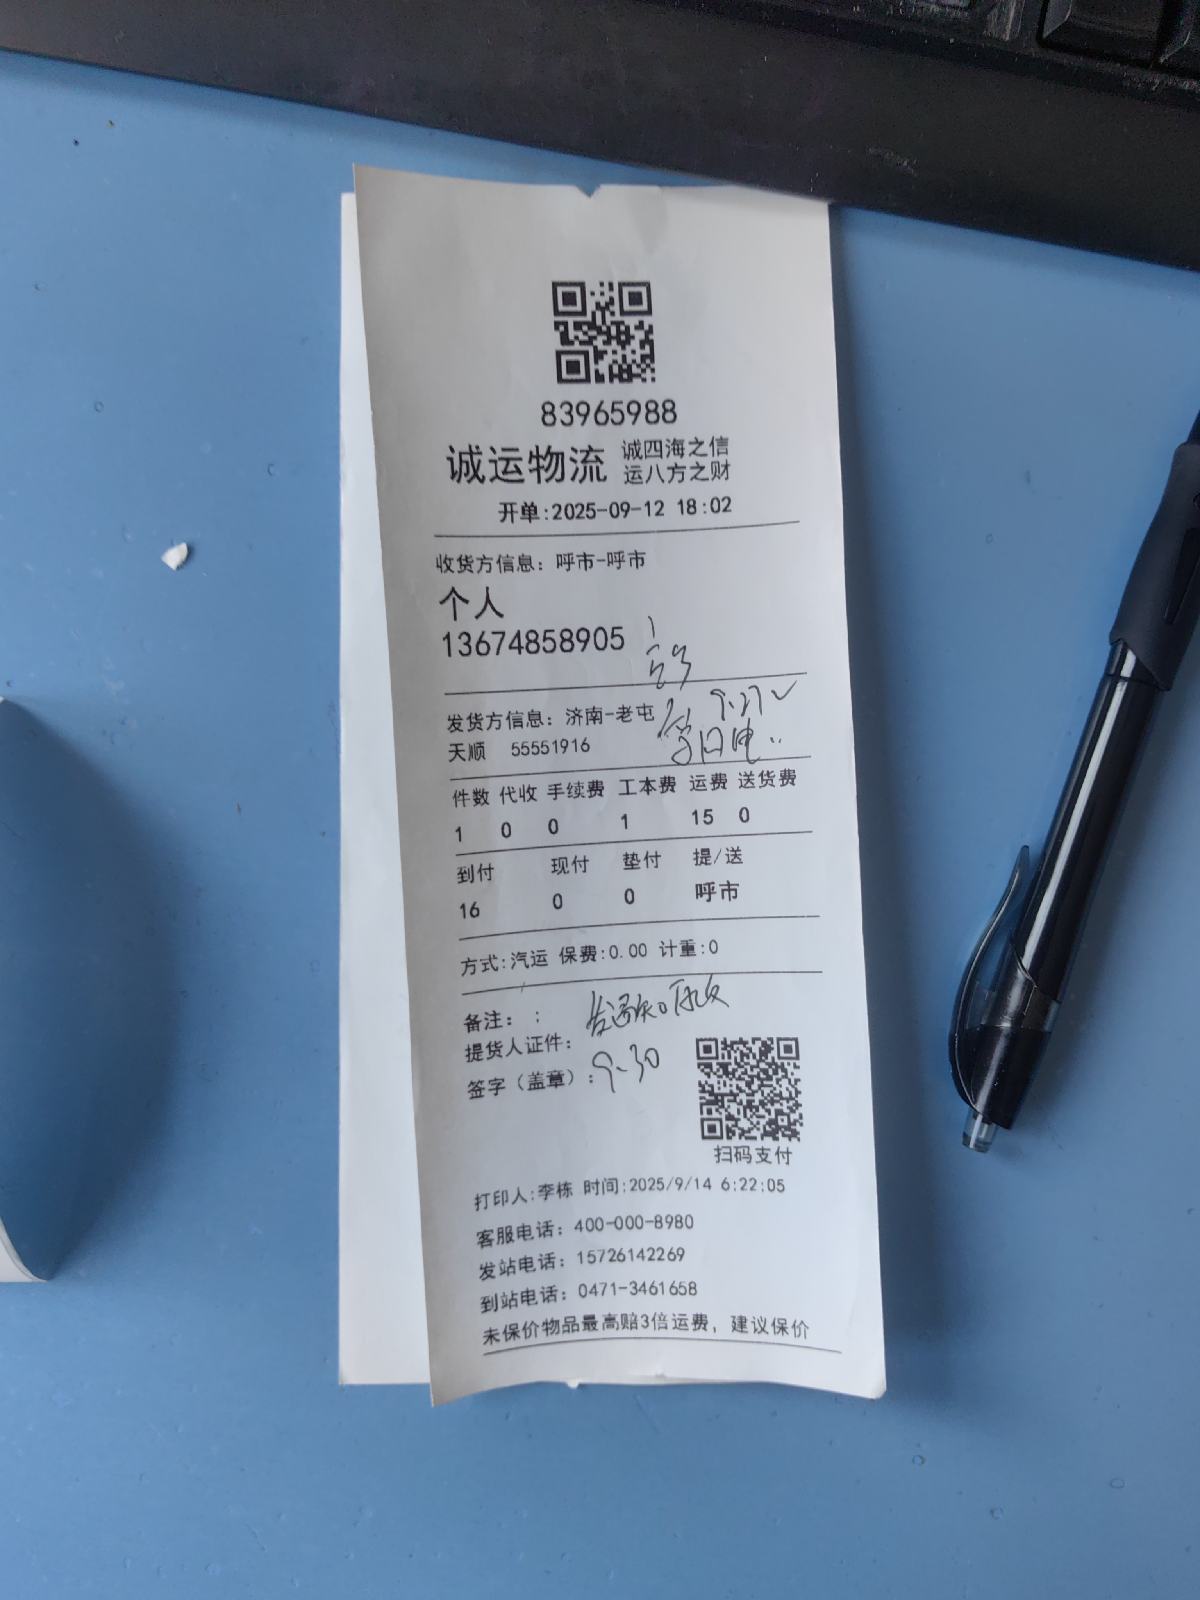 83965988
诚运物流 诚四海之信
运八方之财
开单:2025-09-12 18:02
收货方信息: 呼市-呼市
个人
13674858905
发货方信息: 济南-老屯
9.27✓
天顺 55551916
件数 代收 手续费 工本费 运费 送货费
1 0 0 1 15 0
到付 现付 垫付 提/送
16 0 0 呼市
方式:汽运 保费:0.00 计重:0
备注: :
提货人证件:
签字(盖章):9.30
扫码支付
打印人:李栋 时间:2025/9/14 6:22:05
客服电话: 400-000-8980
发站电话: 15726142269
到站电话: 0471-3461658
未保价物品最高赔3倍运费, 建议保价